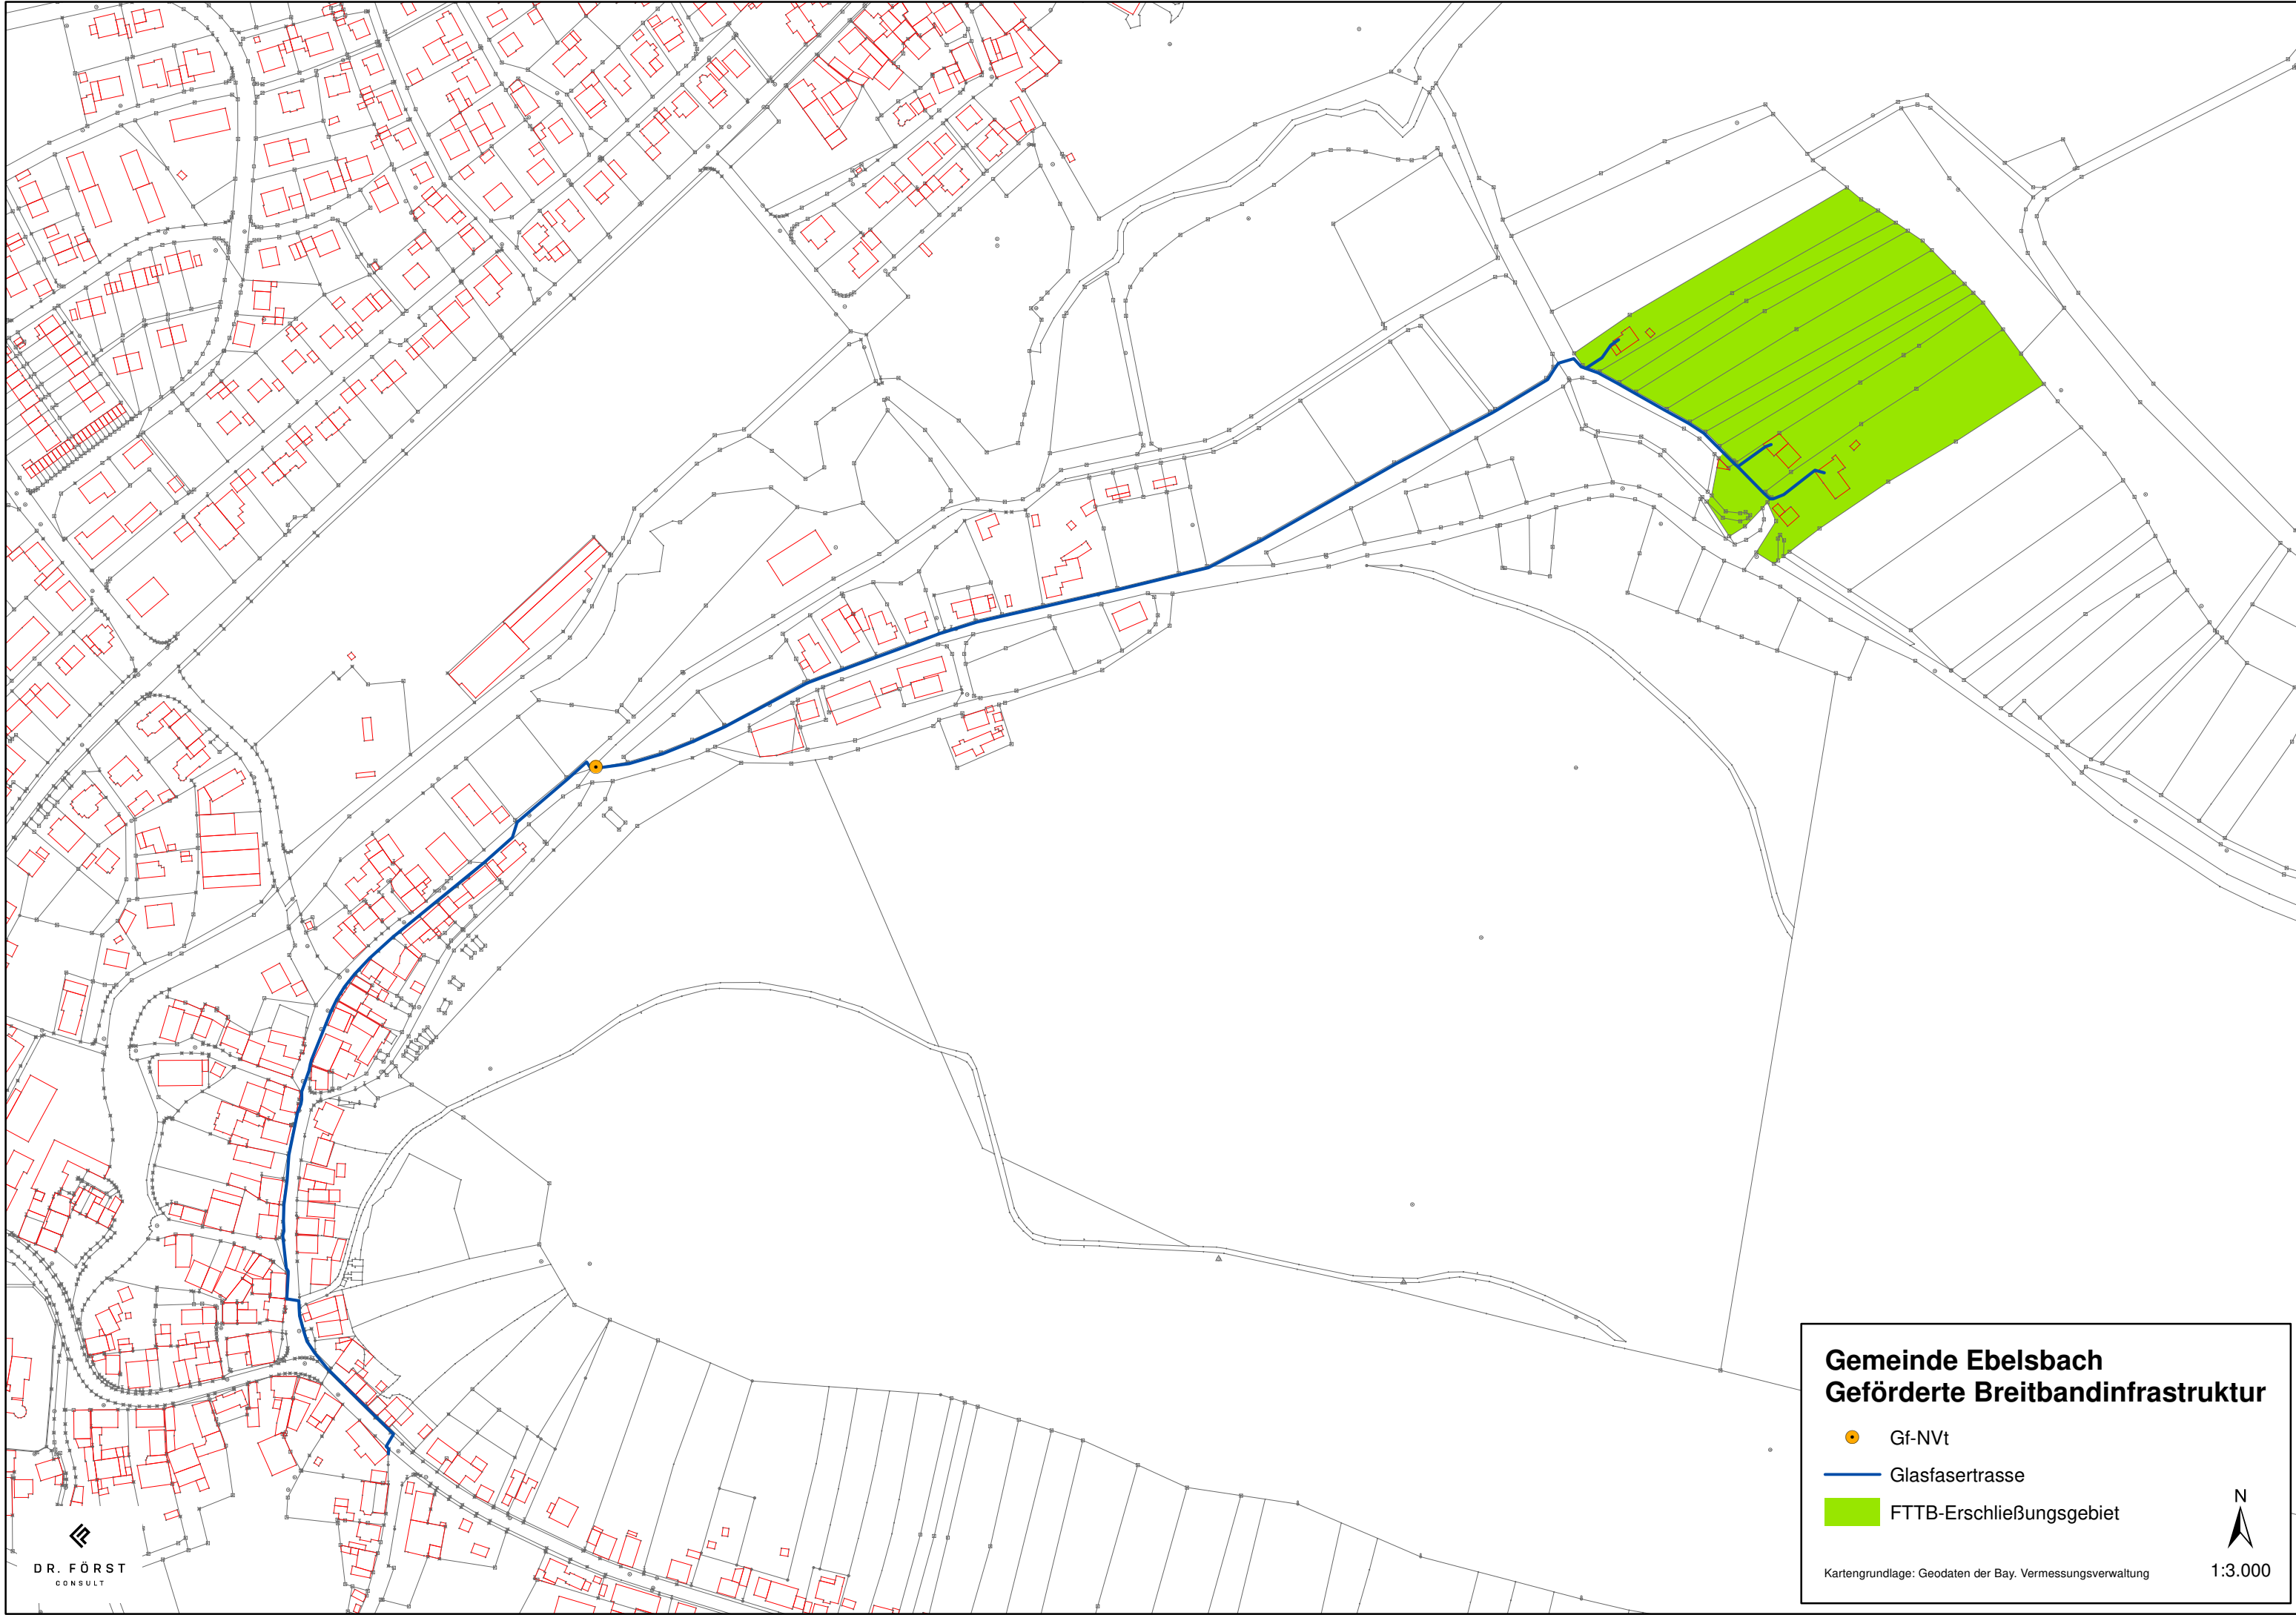 Gemeinde Ebelsbach
Geförderte Breitbandinfrastruktur
Gf-NVt
Glasfasertrasse
FTTB-Erschließungsgebiet
N
Kartengrundlage: Geodaten der Bay. Vermessungsverwaltung
1:3.000
DR. FÖRST
CONSULT